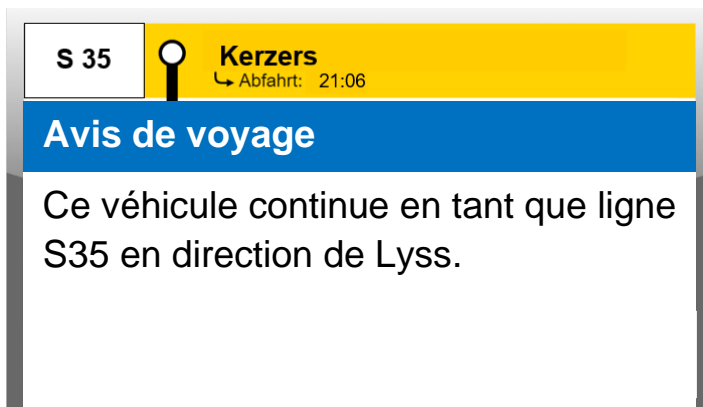 S 35
Kerzers
Abfahrt: 21:06
Avis de voyage
Ce véhicule continue en tant que ligne
S35 en direction de Lyss.